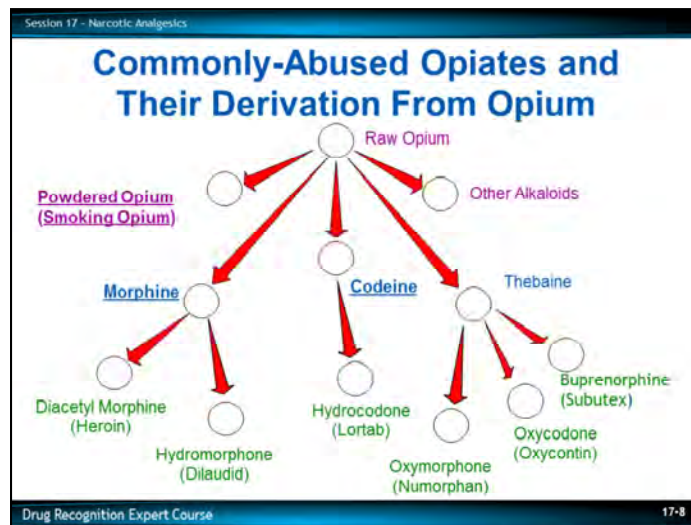 Session 17 - Narcotic Analgesics
Commonly-Abused Opiates and
Their Derivation From Opium
Raw Opium
Powdered Opium
(Smoking Opium)
Other Alkaloids
Morphine
Codeine
Thebaine
Diacetyl Morphine
(Heroin)
Hydromorphone
(Dilaudid)
Hydrocodone
(Lortab)
Oxymorphone
(Numorphan)
Oxycodone
(Oxycontin)
Buprenorphine
(Subutex)
Drug Recognition Expert Course
17-8